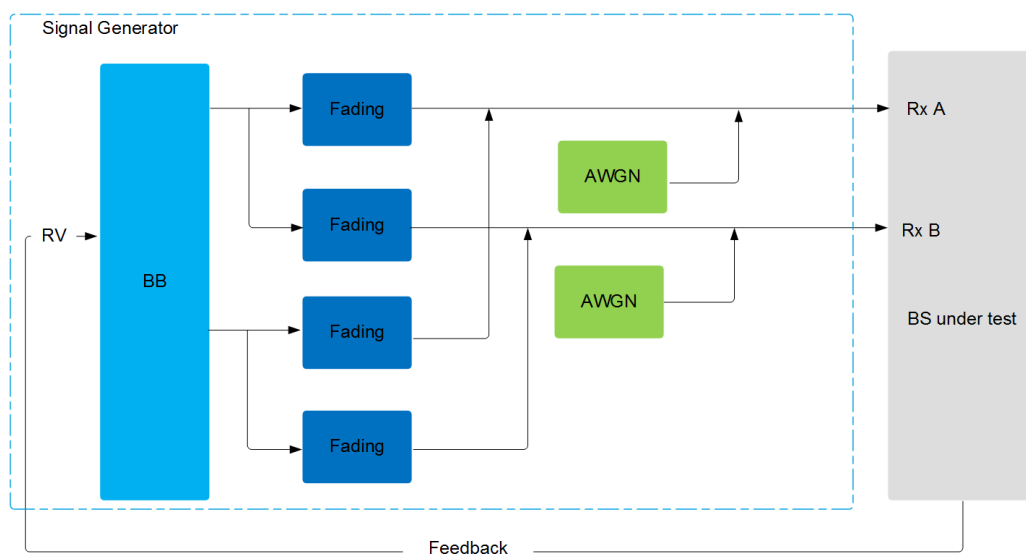 Signal Generator
Fading
Rx A
AWGN
Fading
RV
Rx B
BB
AWGN
Fading
BS under test
Fading
Feedback